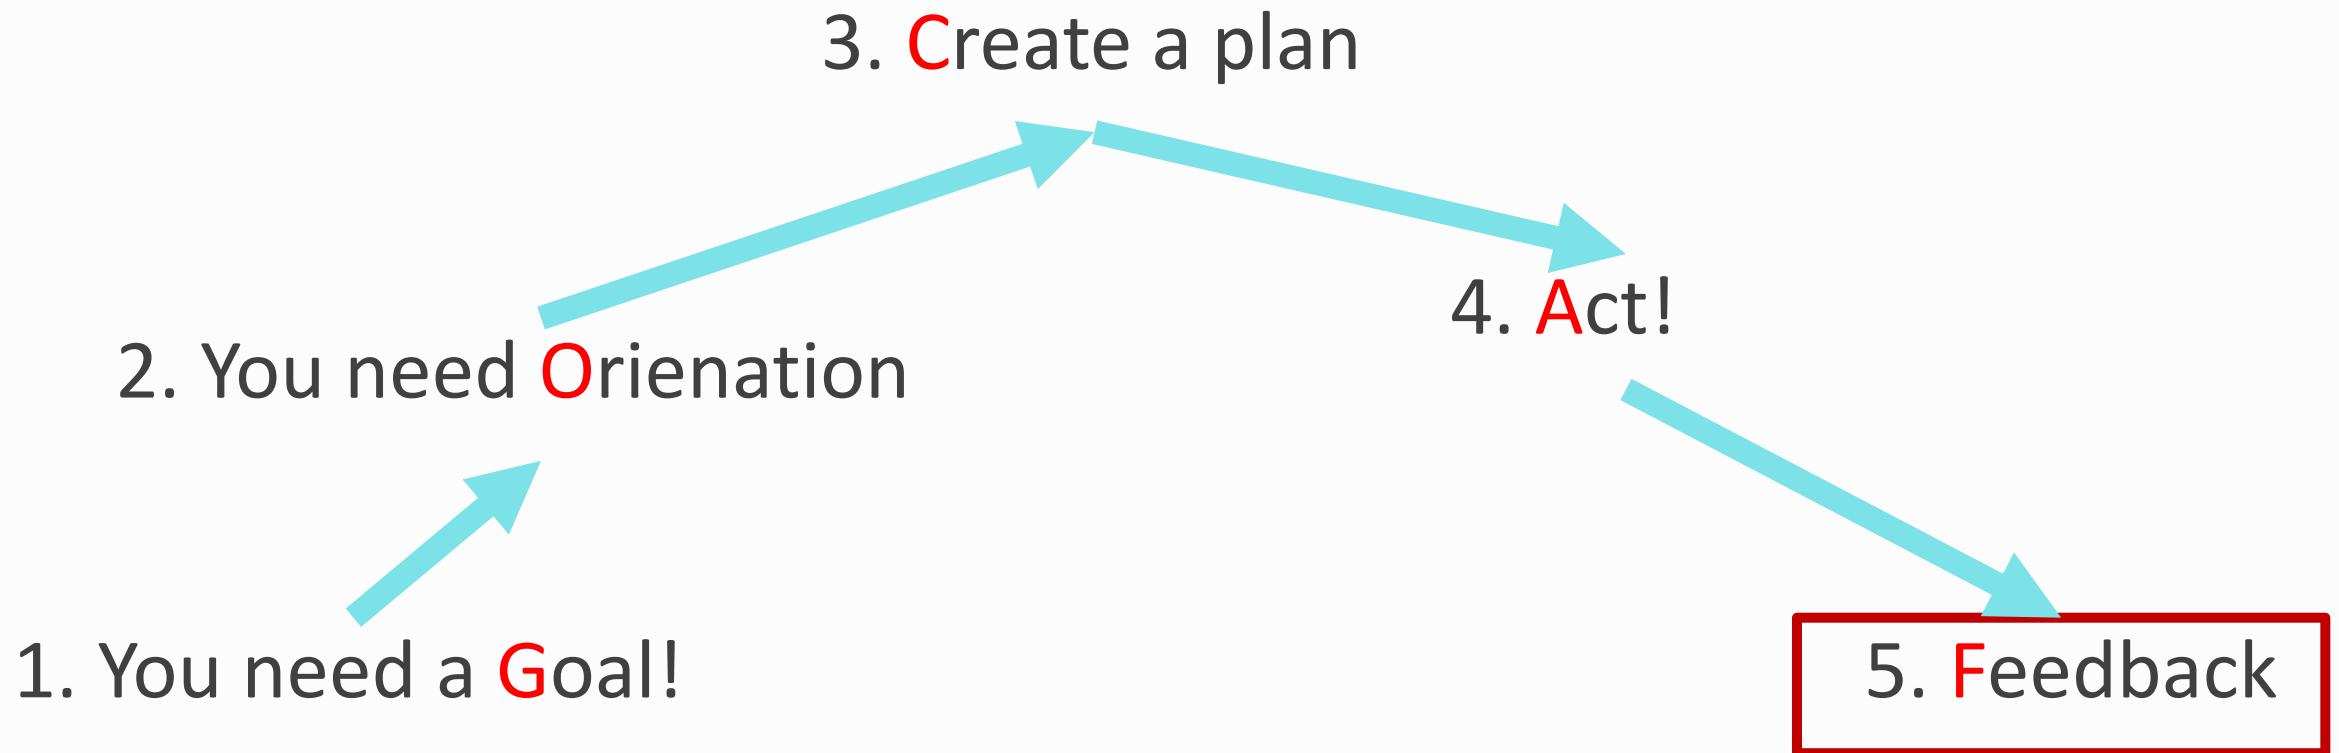 3. Create a plan
4. Act!
2. You need Orienation
1. You need a Goal!
5. Feedback